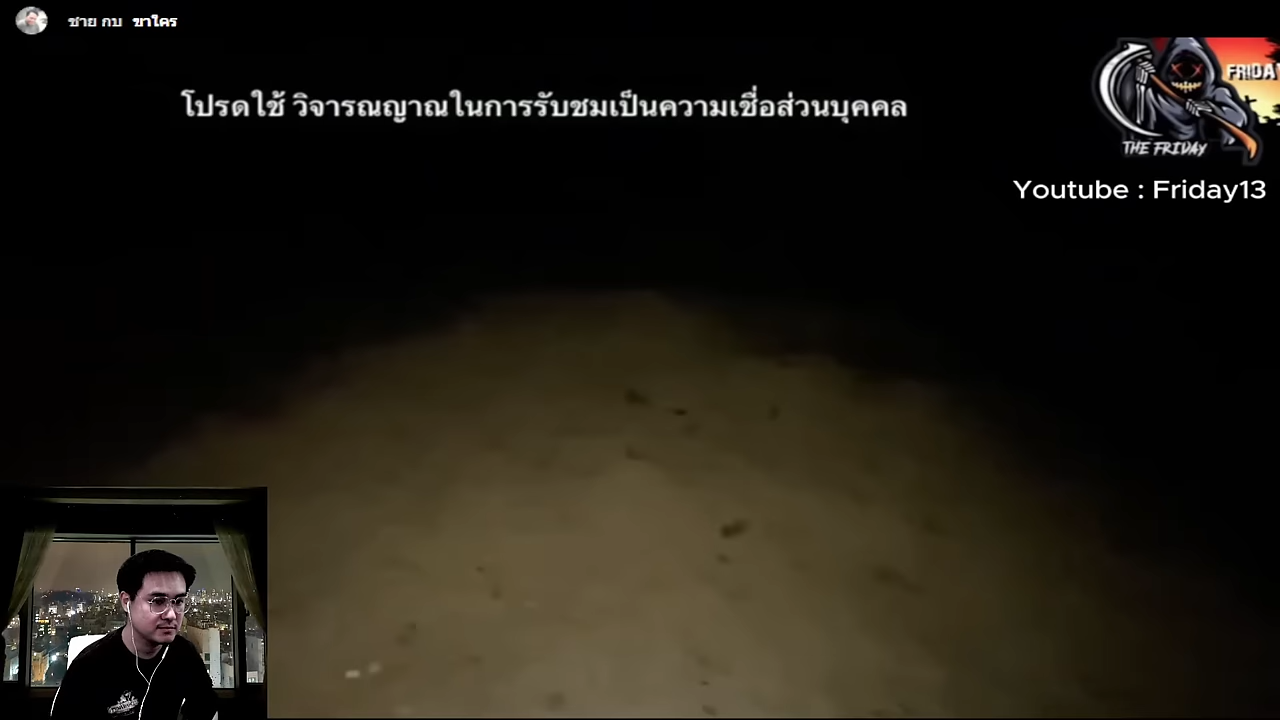 ชาย กบ ขาใคร
โปรดใช้ วิจารณญาณในการรับชมเป็นความเชื่อส่วนบุคคล
FRIDAY
THE FRIDAY
Youtube : Friday13